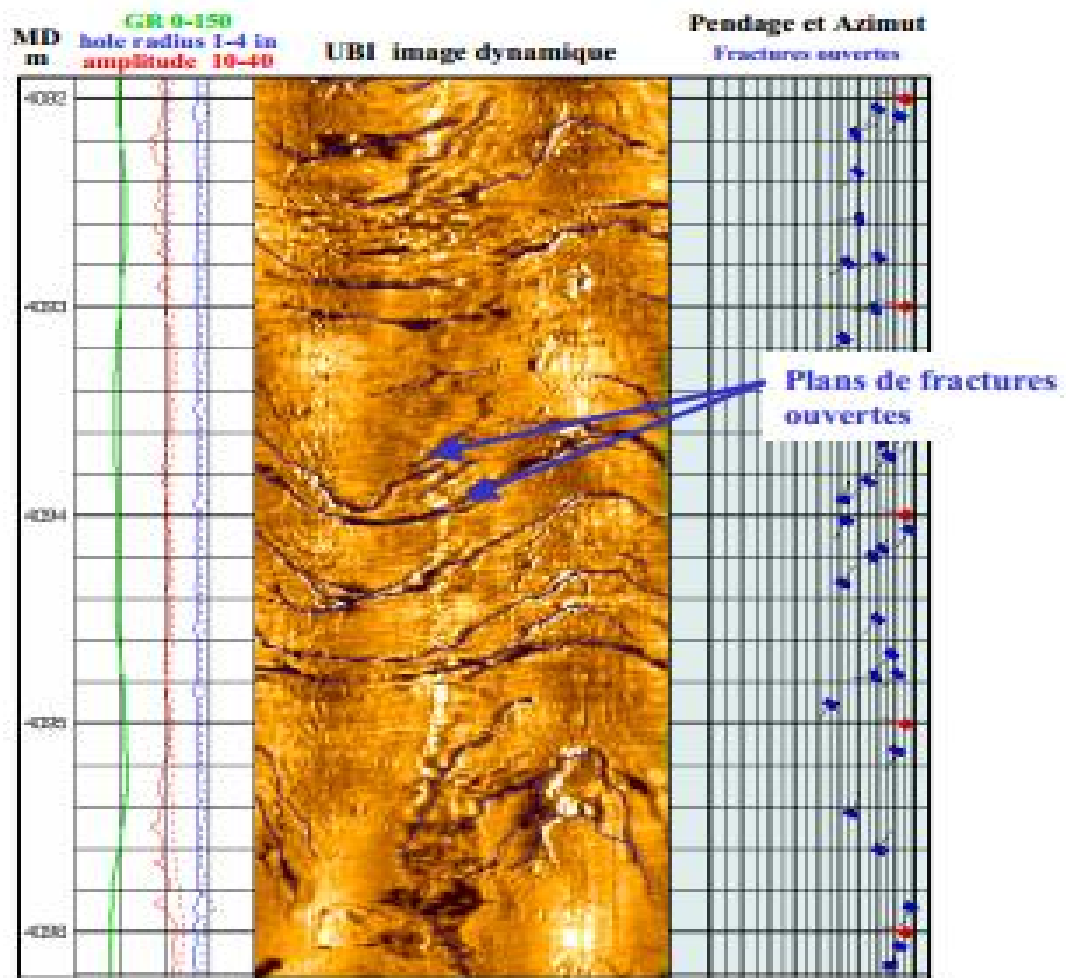 MD
m
GR 0-150
hole radius 1-4 in
amplitude 10-40
UBI image dynamique
Pendage et Azimut
Fractures ouvertes
Plans de fractures
ouvertes